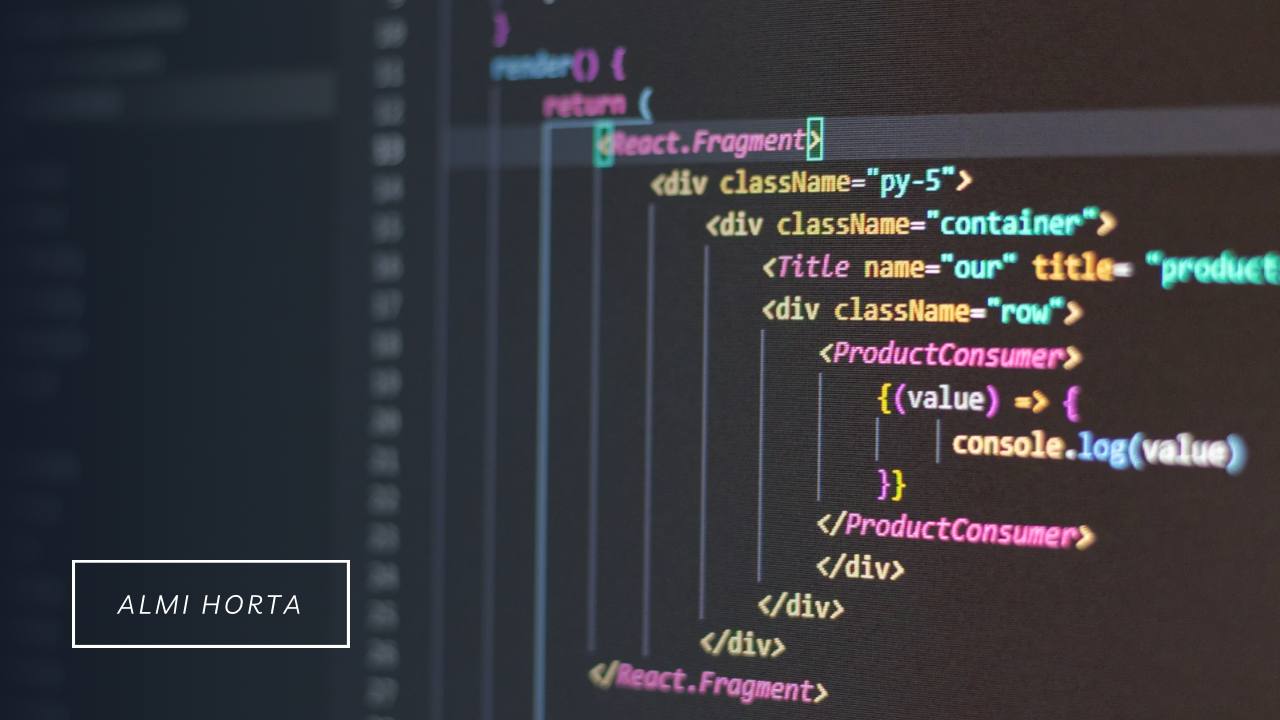 }
render() {
return (
<React.Fragment>
<div className="py-5">
<div className="container">
<Title name="our" title= "product
<div className="row">
<ProductConsumer>
{(value) => {
console.log(value)
}}
</ProductConsumer>
</div>
</div>
</div>
</React.Fragment>
ALMI HORTA